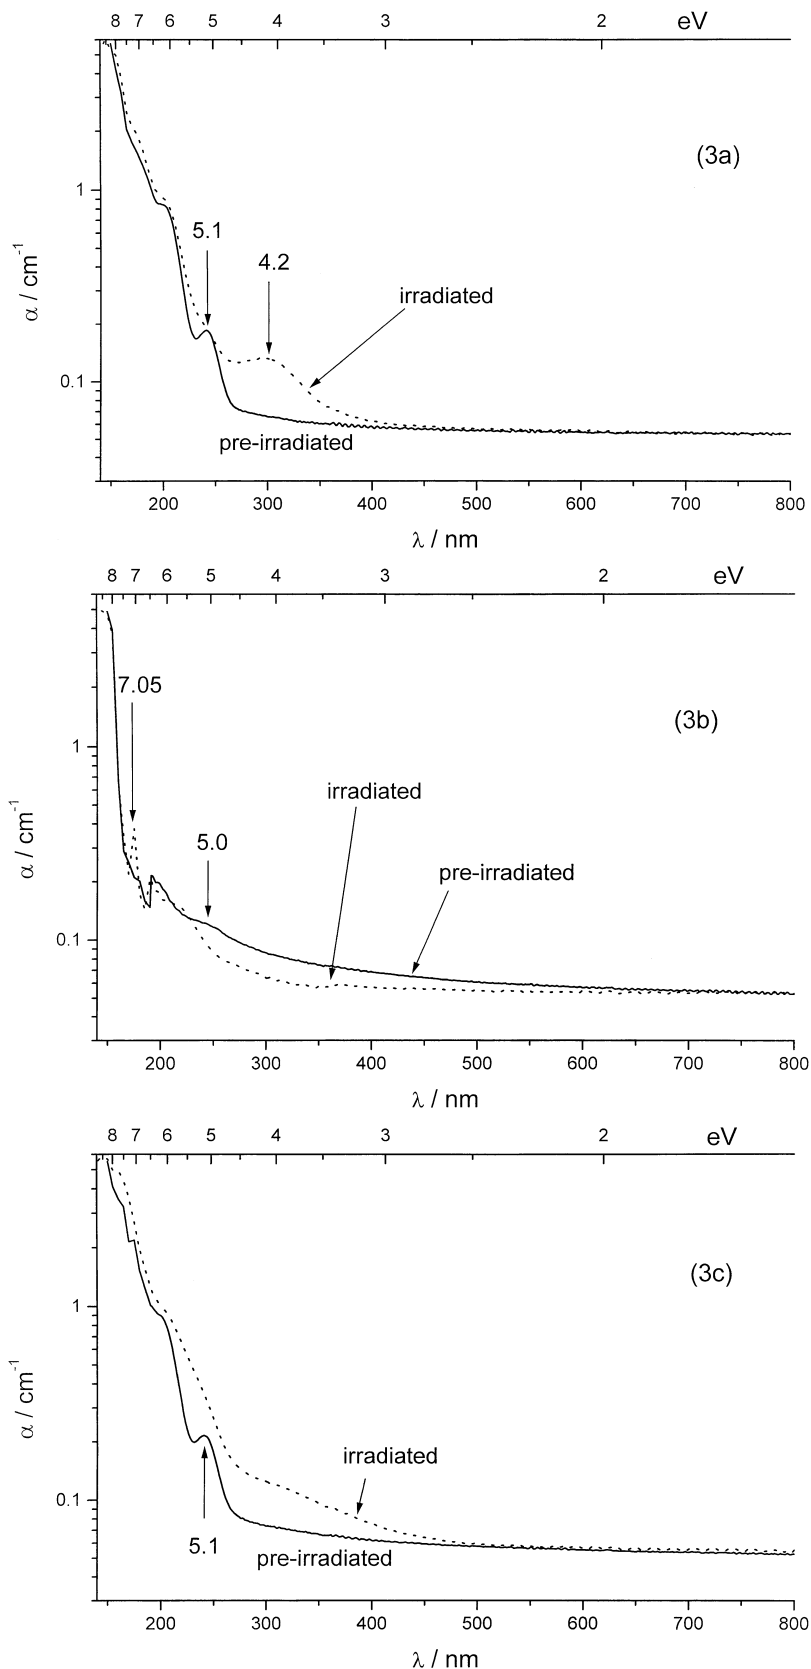 8 7 6 5 4 3 2 eV
(3a)
1
5.1
4.2
irradiated
α / cm⁻¹
0.1
pre-irradiated
200 300 400 500 600 700 800
λ / nm
8 7 6 5 4 3 2 eV
7.05
(3b)
1
irradiated
5.0
pre-irradiated
α / cm⁻¹
0.1
200 300 400 500 600 700 800
λ / nm
8 7 6 5 4 3 2 eV
(3c)
1
α / cm⁻¹
irradiated
0.1
5.1
pre-irradiated
200 300 400 500 600 700 800
λ / nm